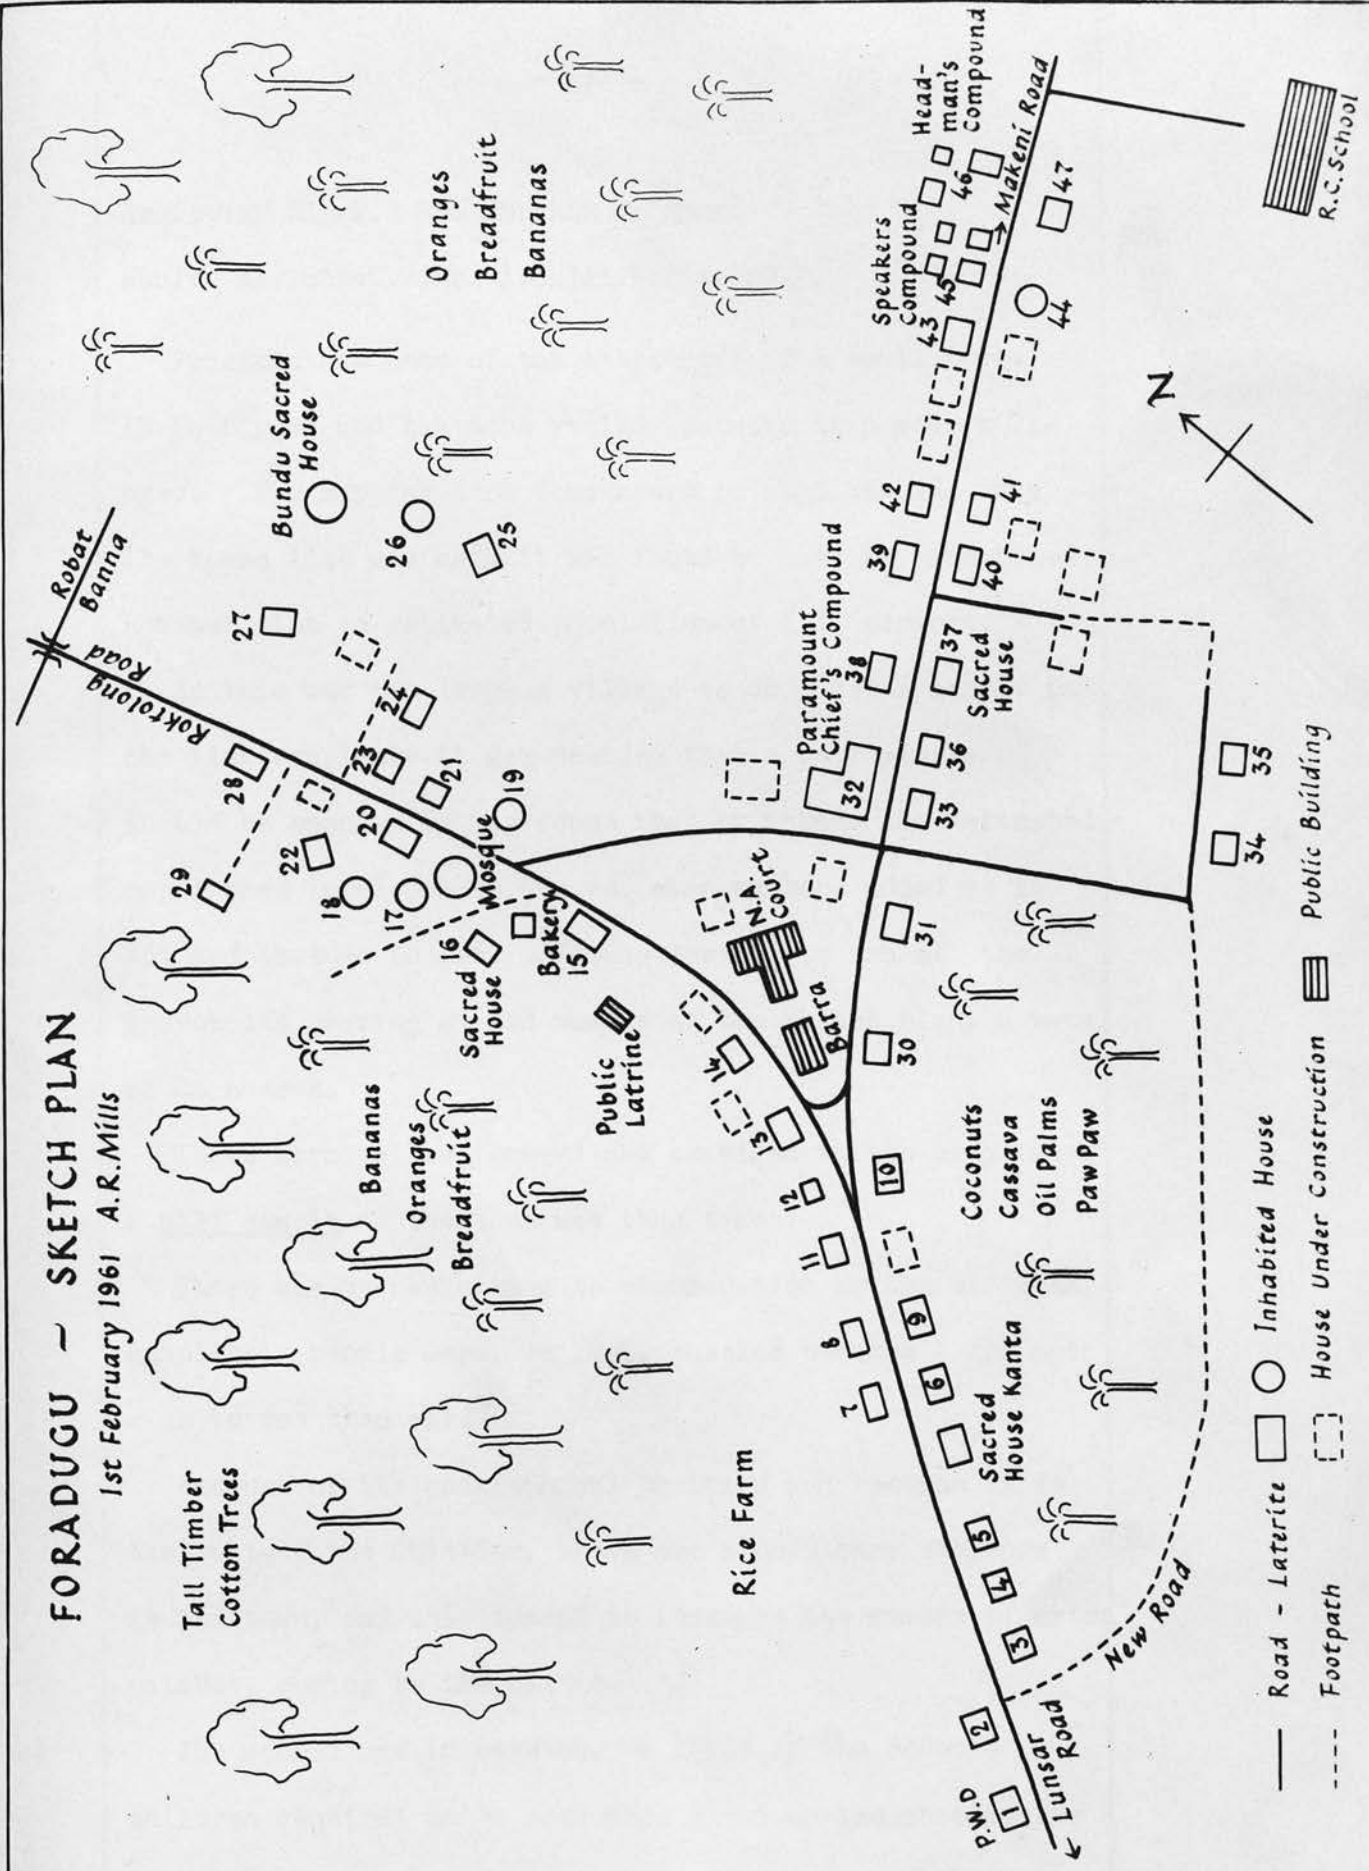 FORADUGU ~ SKETCH PLAN
1st February 1961 A.R.Mills
Tall Timber
Cotton Trees
Bananas
Oranges
Breadfruit
Rice Farm
Robat
Banna
Rokfolong Road
Bundu Sacred
House
Oranges
Breadfruit
Bananas
29
28
27
26
25
24
23
22
21
20
19
18
17
Mosque
16
Sacred
House
Bakery
15
Public
Latrine
14
13
12
11
8
7
N.A.
Court
Barra
Paramount
Chief's Compound
32
38
39
42
Speakers
Compound
43
45
46
Head-
man's
Compound
→ Makeni Road
47
44
41
40
37
Sacred
House
36
33
31
30
10
9
6
Sacred
House Kanta
5
4
3
2
P.W.D
1
← Lunsar
Road
New Road
Coconuts
Cassava
Oil Palms
Paw Paw
34
35
N
R.C. School
Road - Laterite
Inhabited House
Public Building
Footpath
House Under Construction